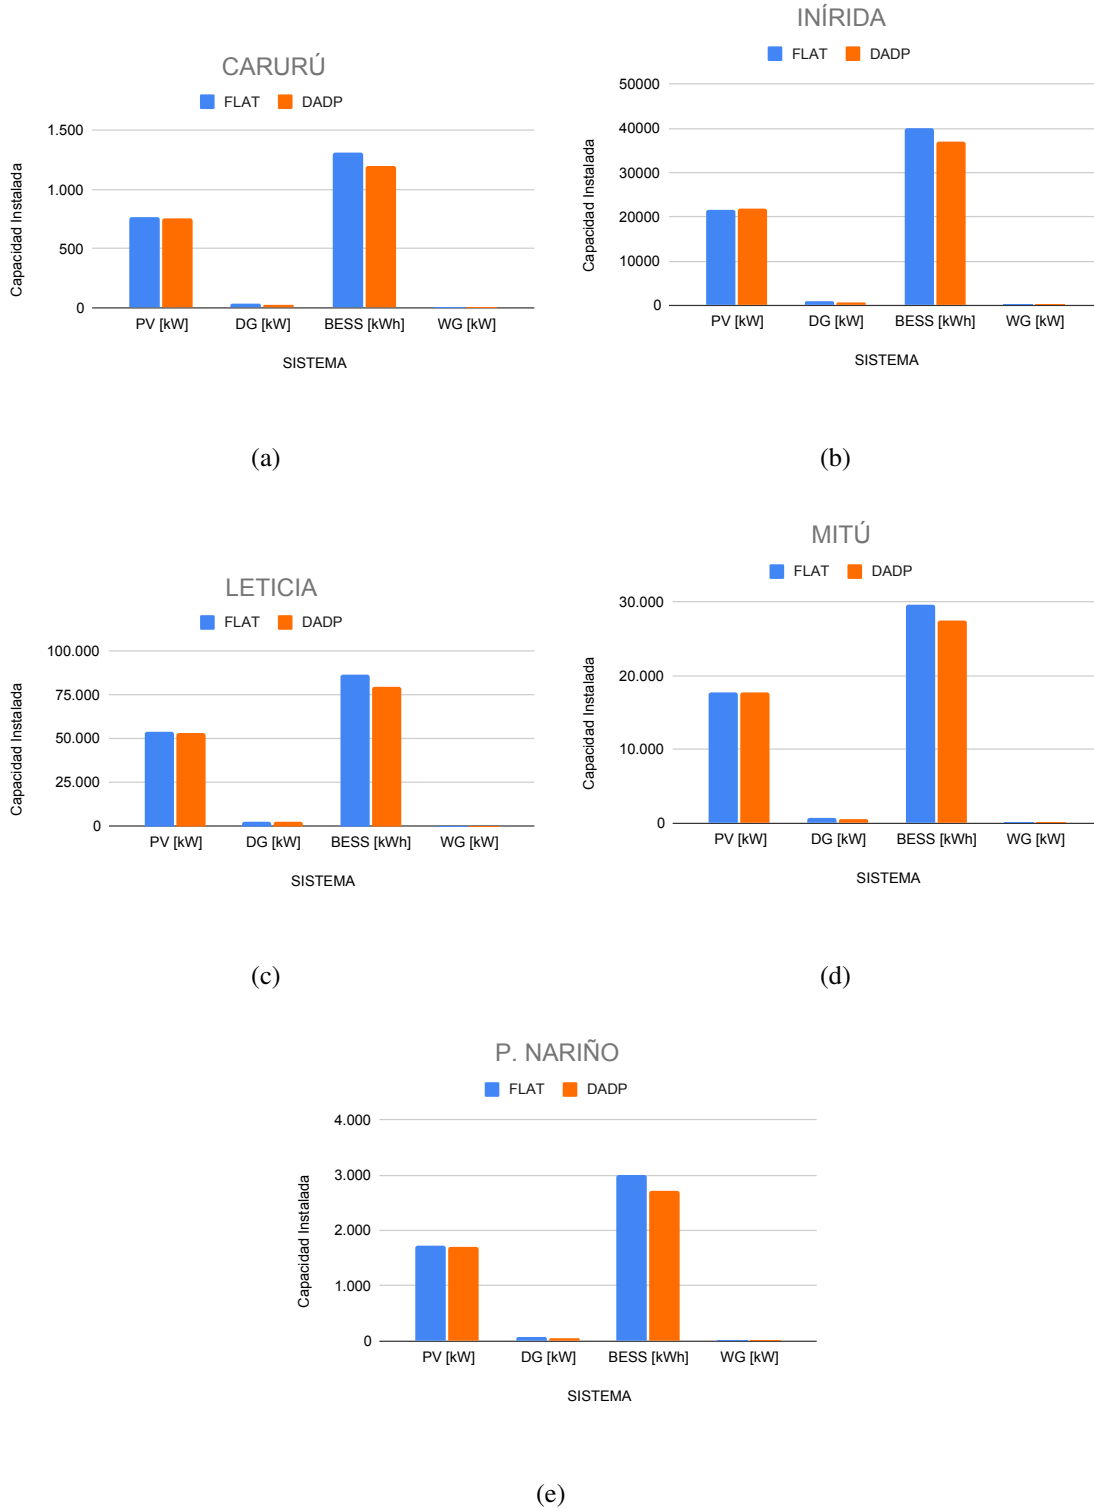 CARURÚ
FLAT DADP
1.500
1.000
500
0
Capacidad Instalada
PV [kW] DG [kW] BESS [kWh] WG [kW]
SISTEMA
(a)
INÍRIDA
FLAT DADP
50000
40000
30000
20000
10000
0
Capacidad Instalada
PV [kW] DG [kW] BESS [kWh] WG [kW]
SISTEMA
(b)
LETICIA
FLAT DADP
100.000
75.000
50.000
25.000
0
Capacidad Instalada
PV [kW] DG [kW] BESS [kWh] WG [kW]
SISTEMA
(c)
MITÚ
FLAT DADP
30.000
20.000
10.000
0
Capacidad Instalada
PV [kW] DG [kW] BESS [kWh] WG [kW]
SISTEMA
(d)
P. NARIÑO
FLAT DADP
4.000
3.000
2.000
1.000
0
Capacidad Instalada
PV [kW] DG [kW] BESS [kWh] WG [kW]
SISTEMA
(e)